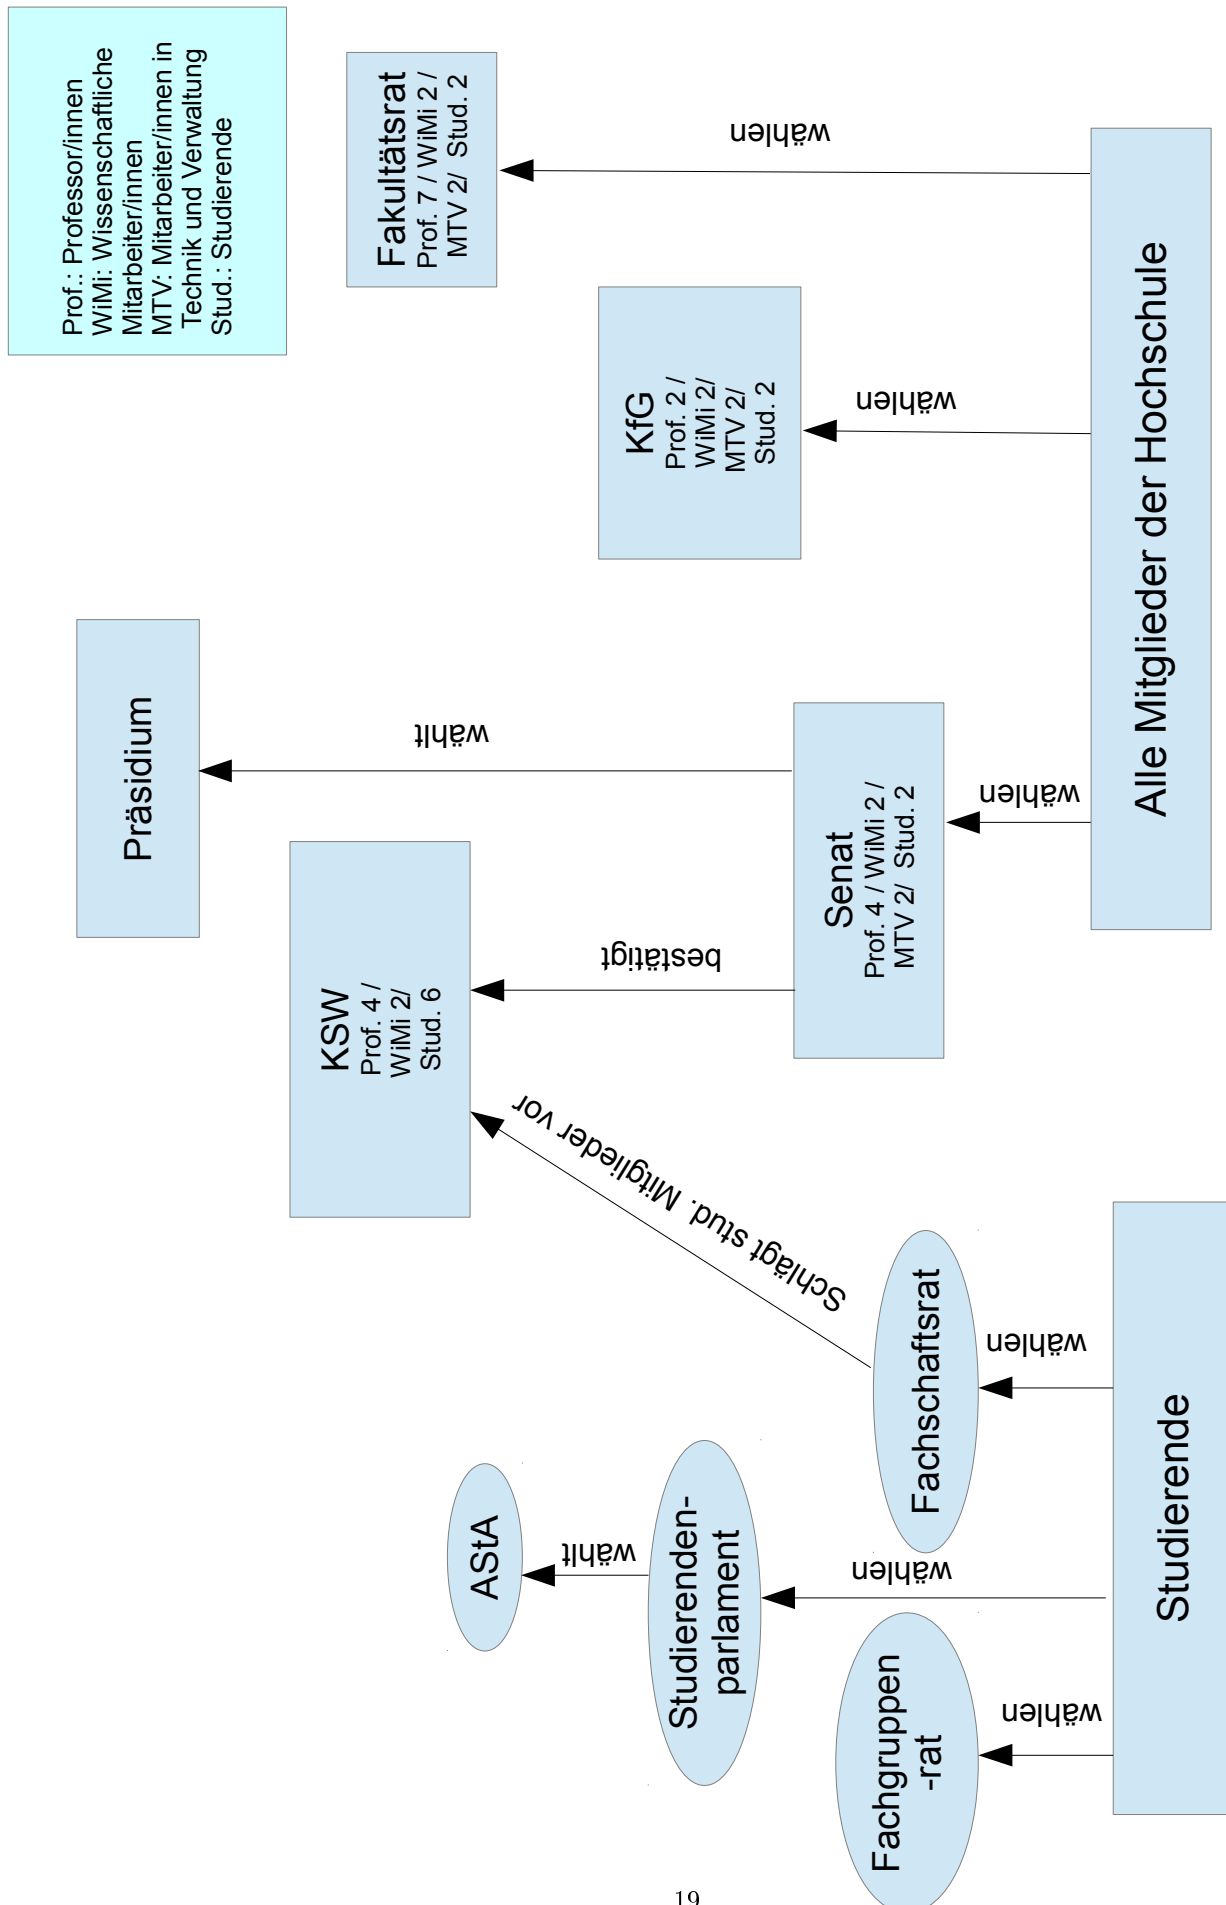 Prof.: Professor/innen
WiMi: Wissenschaftliche
Mitarbeiter/innen
MTV: Mitarbeiter/innen in
Technik und Verwaltung
Stud.: Studierende
Präsidium
Fakultätsrat
Prof. 7 / WiMi 2 /
MTV 2/ Stud. 2
KSW
Prof. 4 /
WiMi 2/
Stud. 6
KfG
Prof. 2 /
WiMi 2/
MTV 2/
Stud. 2
wählt
wählen
wählen
bestätigt
Schlägt stud. Mitglieder vor
AStA
wählt
Studierenden-
parlament
Senat
Prof. 4 / WiMi 2 /
MTV 2/ Stud. 2
Fachgruppen
-rat
Fachschaftsrat
wählen
wählen
wählen
wählen
Studierende
Alle Mitglieder der Hochschule
19